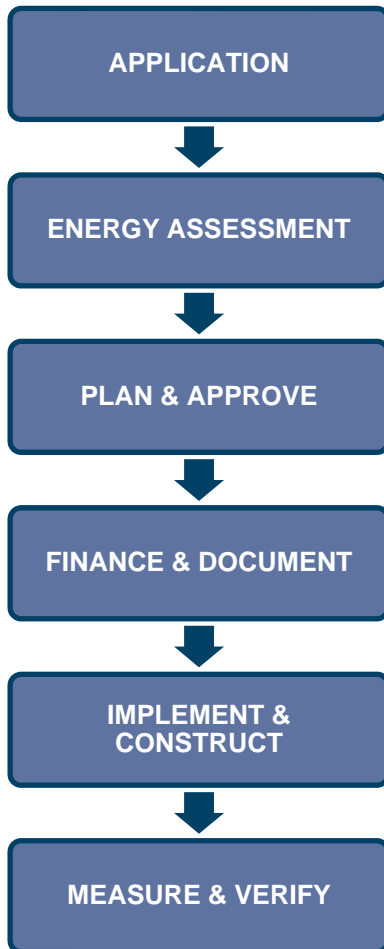 APPLICATION
ENERGY ASSESSMENT
PLAN & APPROVE
FINANCE & DOCUMENT
IMPLEMENT &
CONSTRUCT
MEASURE & VERIFY